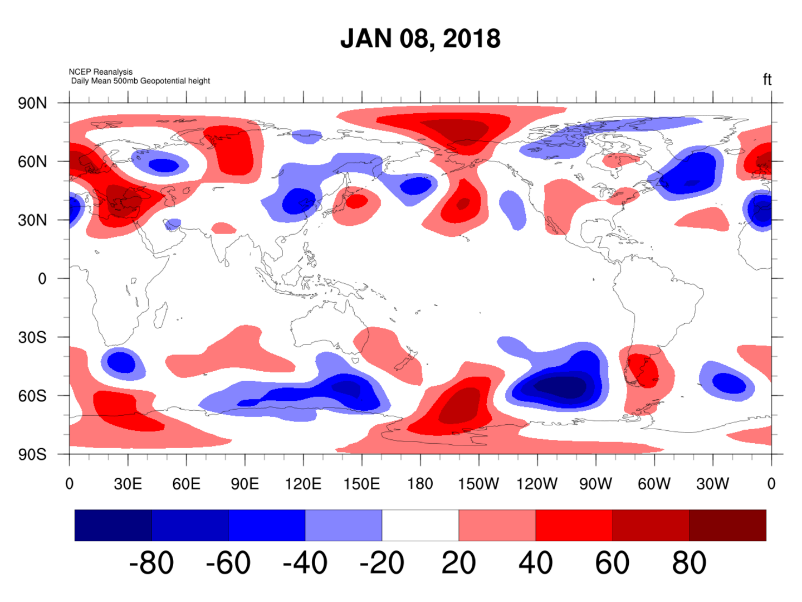 JAN 08, 2018
NCEP Reanalysis
Daily Mean 500mb Geopotential height
ft
90N
60N
30N
0
30S
60S
90S
0 30E 60E 90E 120E 150E 180 150W 120W 90W 60W 30W 0
-80 -60 -40 -20 20 40 60 80